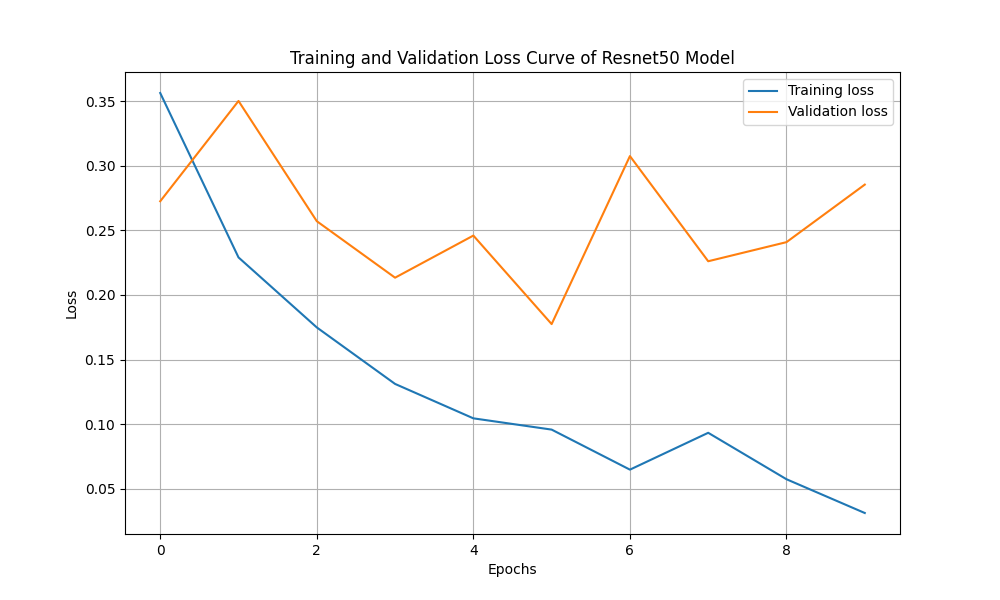 Training and Validation Loss Curve of Resnet50 Model
Training loss
Validation loss
0.35
0.30
0.25
0.20
0.15
0.10
0.05
Loss
0 2 4 6 8
Epochs